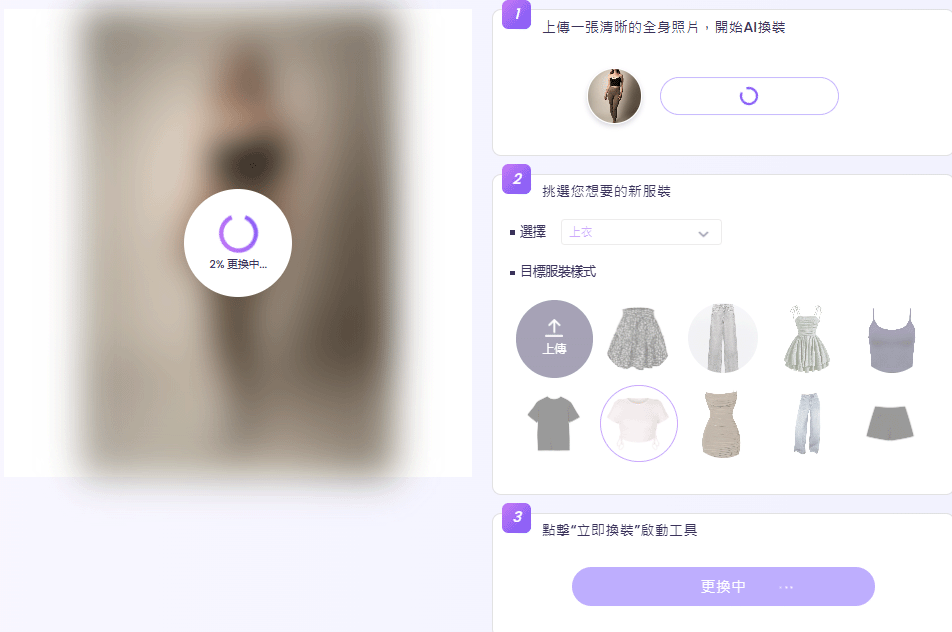 1
上傳一張清晰的全身照片，開始AI換裝
2% 更換中...
2
挑選您想要的新服裝
選擇
上衣
目標服裝樣式
上傳
3
點擊“立即換裝”啟動工具
更換中 ...